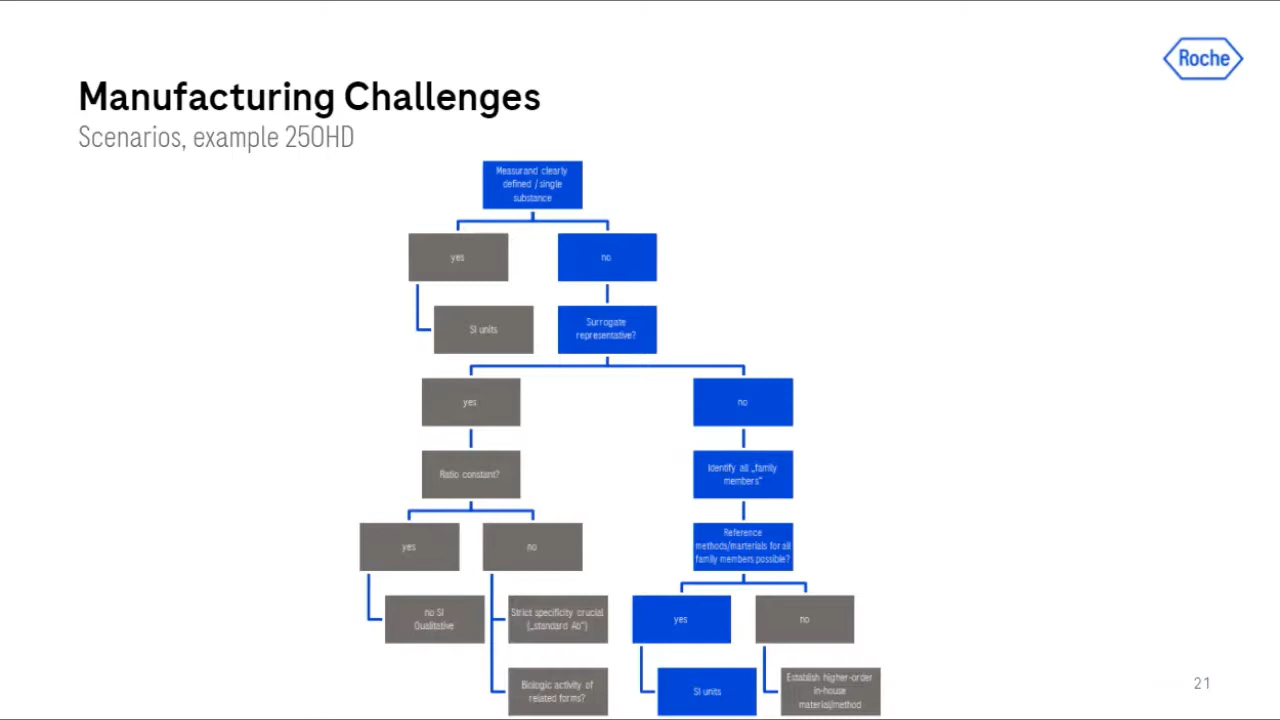 Roche
Manufacturing Challenges
Scenarios, example 25OHD
Measurand clearly
defined / single
substance
yes
no
SI units
Surrogate
representative?
yes
no
Ratio constant?
Identify all „family
members“
yes
no
Reference
methods/marterials for all
family members possible?
no SI
Qualitative
Strict specificity crucial
(„standard Ab“)
yes
no
Biologic activity of
related forms?
SI units
Establish higher-order
in-house
material/method
21